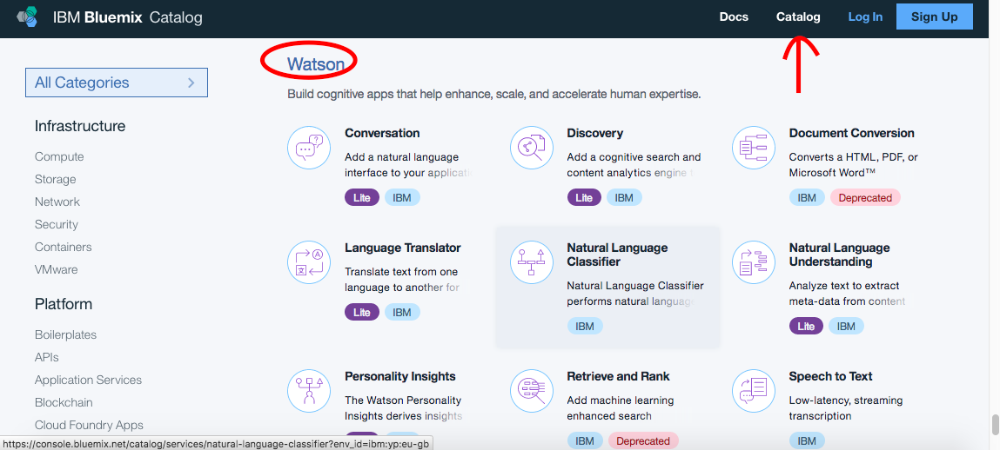 IBM Bluemix Catalog
Docs
Catalog
Log In
Sign Up
All Categories
Infrastructure
Compute
Storage
Network
Security
Containers
VMware
Platform
Boilerplates
APIs
Application Services
Blockchain
Cloud Foundry Apps
Watson
Build cognitive apps that help enhance, scale, and accelerate human expertise.
Conversation
Add a natural language
interface to your applicati
Lite IBM
Discovery
Add a cognitive search and
content analytics engine t
Lite IBM
Document Conversion
Converts a HTML, PDF, or
Microsoft Word™
IBM Deprecated
Language Translator
Translate text from one
language to another for
Lite IBM
Natural Language
Classifier
Natural Language Classifier
performs natural language
IBM
Natural Language
Understanding
Analyze text to extract
meta-data from content
Lite IBM
Personality Insights
The Watson Personality
Insights derives insights
Retrieve and Rank
Add machine learning
enhanced search
IBM Deprecated
Speech to Text
Low-latency, streaming
transcription
IBM
https://console.bluemix.net/catalog/services/natural-language-classifier?env_id=ibm:yp:eu-gb